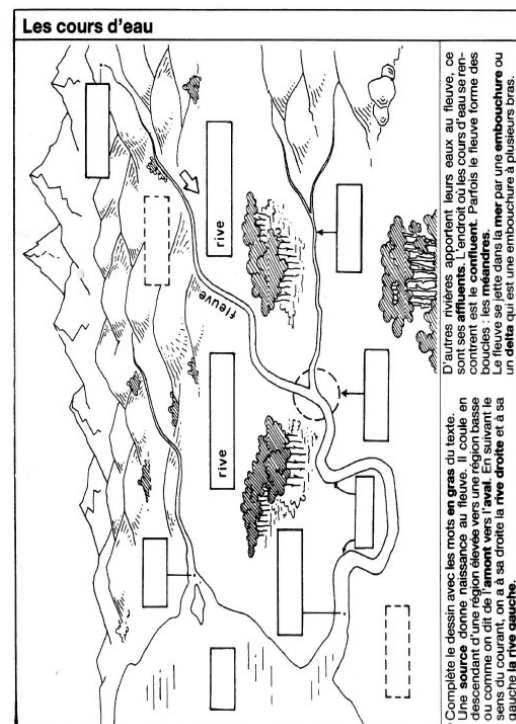 Les cours d'eau
rive
rive
fleuve
Complète le dessin avec les mots en gras du texte.
Une source donne naissance au fleuve. Il coule en
descendant d'une région élevée vers une région basse
ou comme on dit de l'amont vers l'aval. En suivant le
sens du courant, on a à sa droite la rive droite et à sa
gauche la rive gauche.
D'autres rivières apportent leurs eaux au fleuve, ce
sont ses affluents. L'endroit où les cours d'eau se ren-
contrent est le confluent. Parfois le fleuve forme des
boucles : les méandres.
Le fleuve se jette dans la mer par une embouchure ou
un delta qui est une embouchure à plusieurs bras.